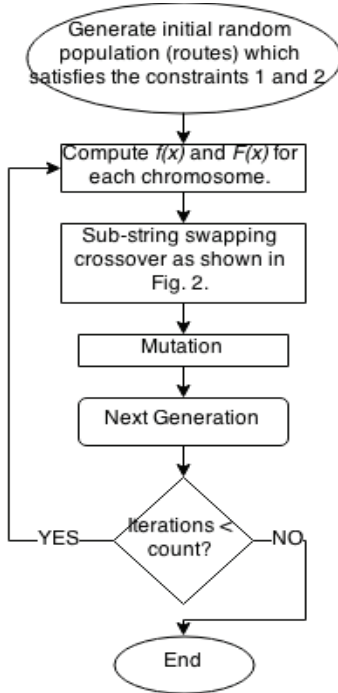 Generate initial random
population (routes) which
satisfies the constraints 1 and 2
Compute f(x) and F(x) for
each chromosome.
Sub-string swapping
crossover as shown in
Fig. 2.
Mutation
Next Generation
Iterations <
count?
YES
NO
End